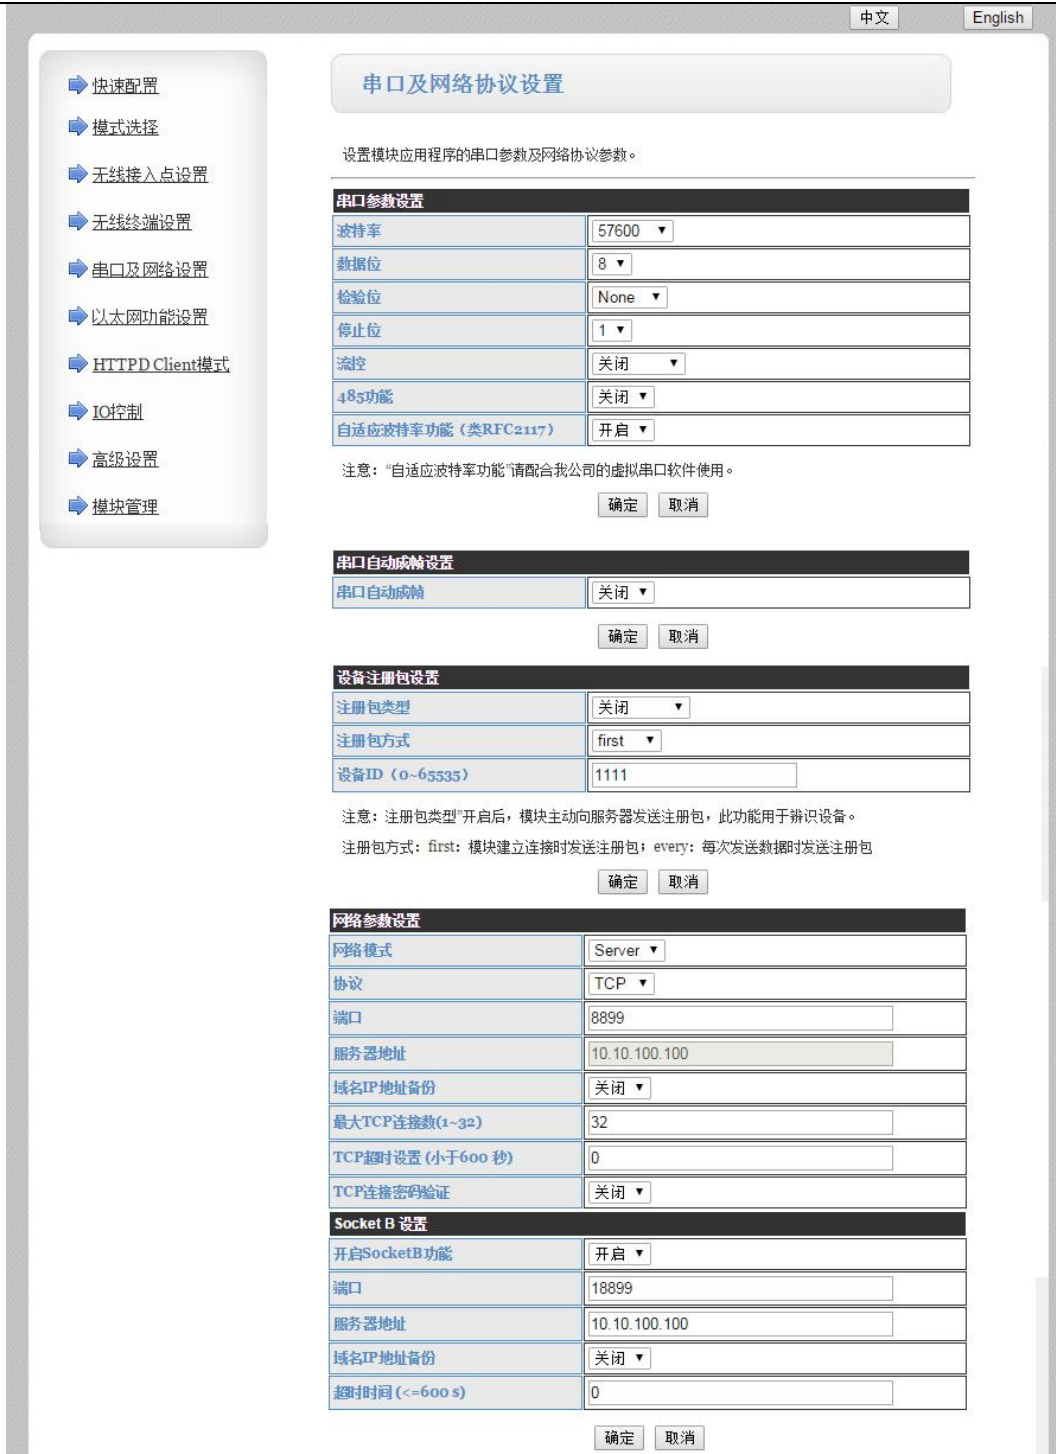 中文 English
快速配置
模式选择
无线接入点设置
无线终端设置
串口及网络设置
以太网功能设置
HTTPD Client模式
IO控制
高级设置
模块管理
串口及网络协议设置
设置模块应用程序的串口参数及网络协议参数。
串口参数设置
波特率 57600
数据位 8
检验位 None
停止位 1
流控 关闭
485功能 关闭
自适应波特率功能（类RFC2117） 开启
注意：“自适应波特率功能”请配合我公司的虚拟串口软件使用。
确定 取消
串口自动成帧设置
串口自动成帧 关闭
确定 取消
设备注册包设置
注册包类型 关闭
注册包方式 first
设备ID（0~65535） 1111
注意：注册包类型”开启后，模块主动向服务器发送注册包，此功能用于辨识设备。
注册包方式：first：模块建立连接时发送注册包；every：每次发送数据时发送注册包
确定 取消
网络参数设置
网络模式 Server
协议 TCP
端口 8899
服务器地址 10.10.100.100
域名IP地址备份 关闭
最大TCP连接数(1~32) 32
TCP超时设置 (小于600 秒) 0
TCP连接密码验证 关闭
Socket B 设置
开启SocketB功能 开启
端口 18899
服务器地址 10.10.100.100
域名IP地址备份 关闭
超时时间 (<=600 s) 0
确定 取消